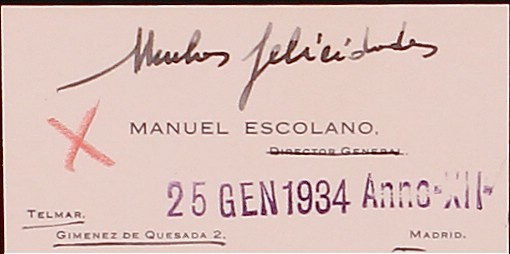 Muchas felicidades
MANUEL ESCOLANO,
DIRECTOR GENERAL.
25 GEN 1934 Anno-XII-
TELMAR.
GIMENEZ DE QUESADA 2.
MADRID.